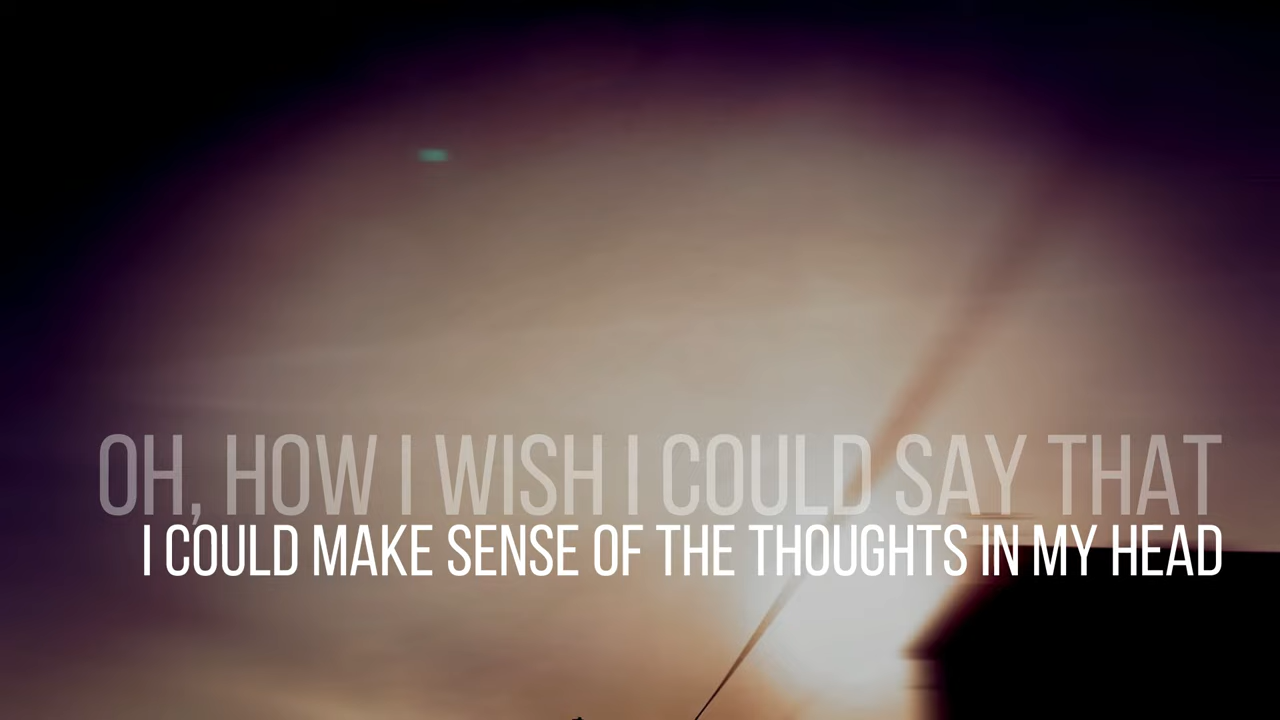 OH, HOW I WISH I COULD SAY THAT
I COULD MAKE SENSE OF THE THOUGHTS IN MY HEAD